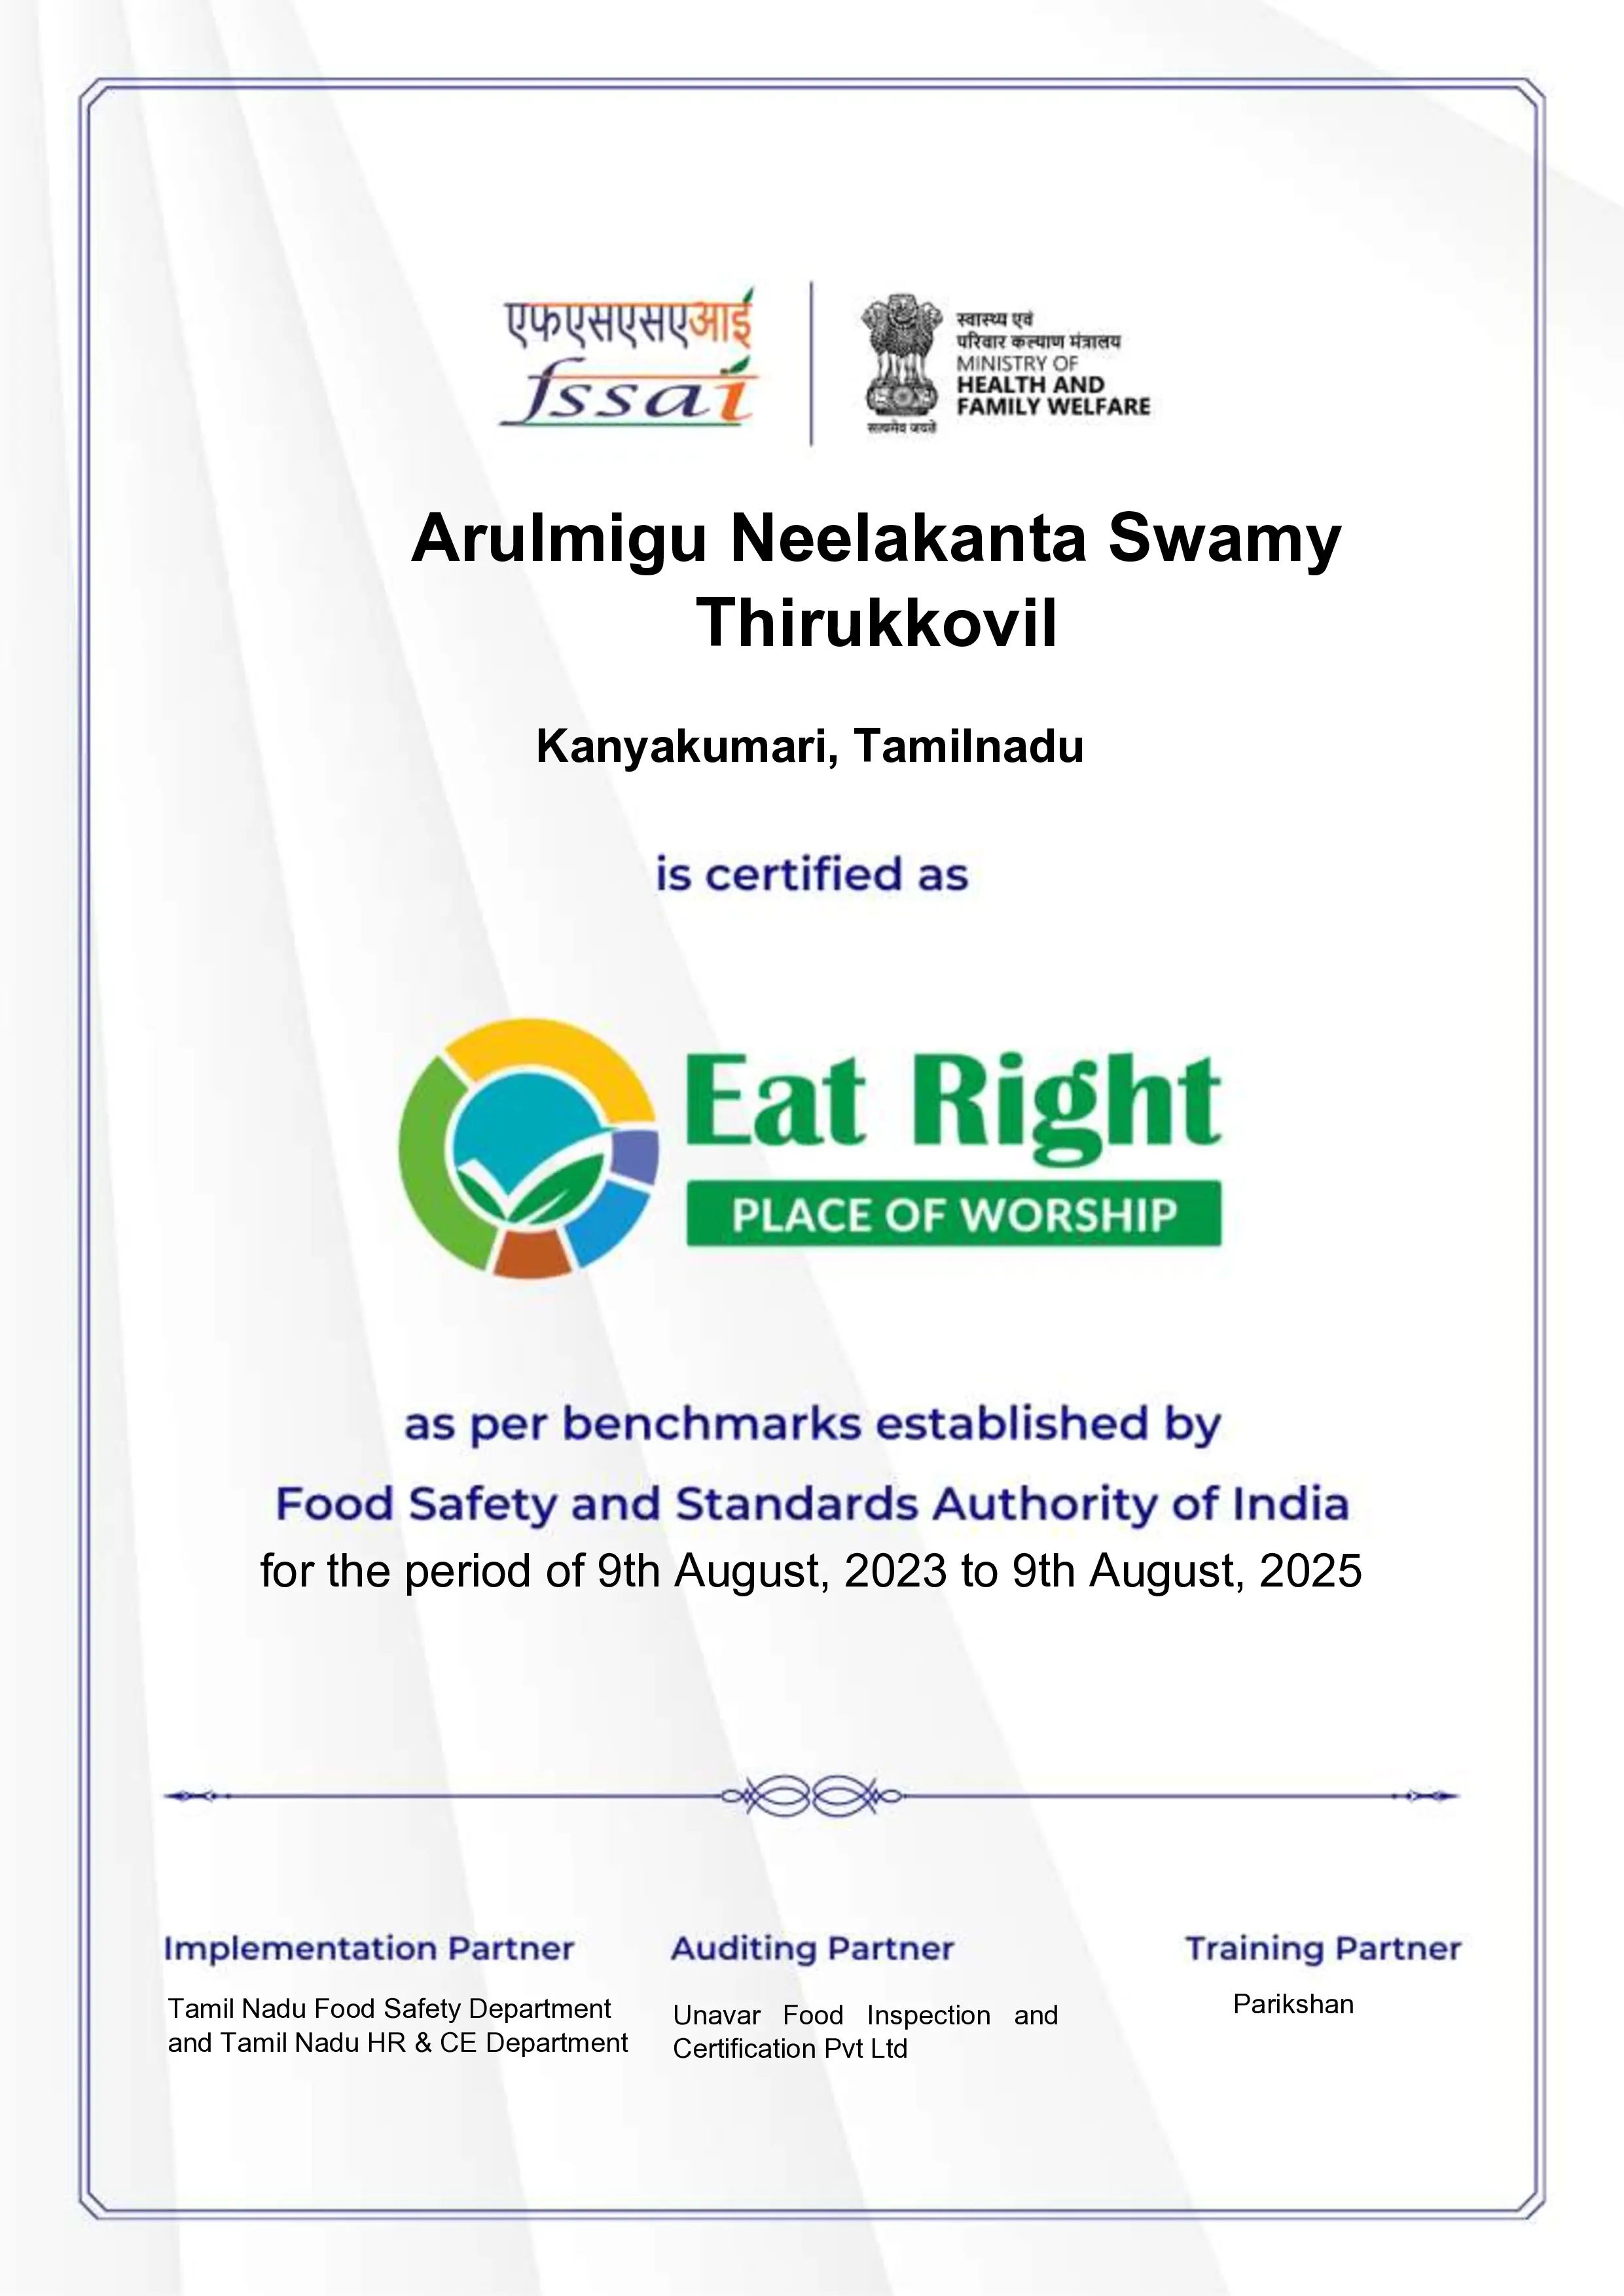 एफएसएसएआई
fssai
सत्यमेव जयते
स्वास्थ्य एवं
परिवार कल्याण मंत्रालय
MINISTRY OF
HEALTH AND
FAMILY WELFARE
Arulmigu Neelakanta Swamy
Thirukkovil
Kanyakumari, Tamilnadu
is certified as
Eat Right
PLACE OF WORSHIP
as per benchmarks established by
Food Safety and Standards Authority of India
for the period of 9th August, 2023 to 9th August, 2025
Implementation Partner
Tamil Nadu Food Safety Department
and Tamil Nadu HR & CE Department
Auditing Partner
Unavar Food Inspection and
Certification Pvt Ltd
Training Partner
Parikshan